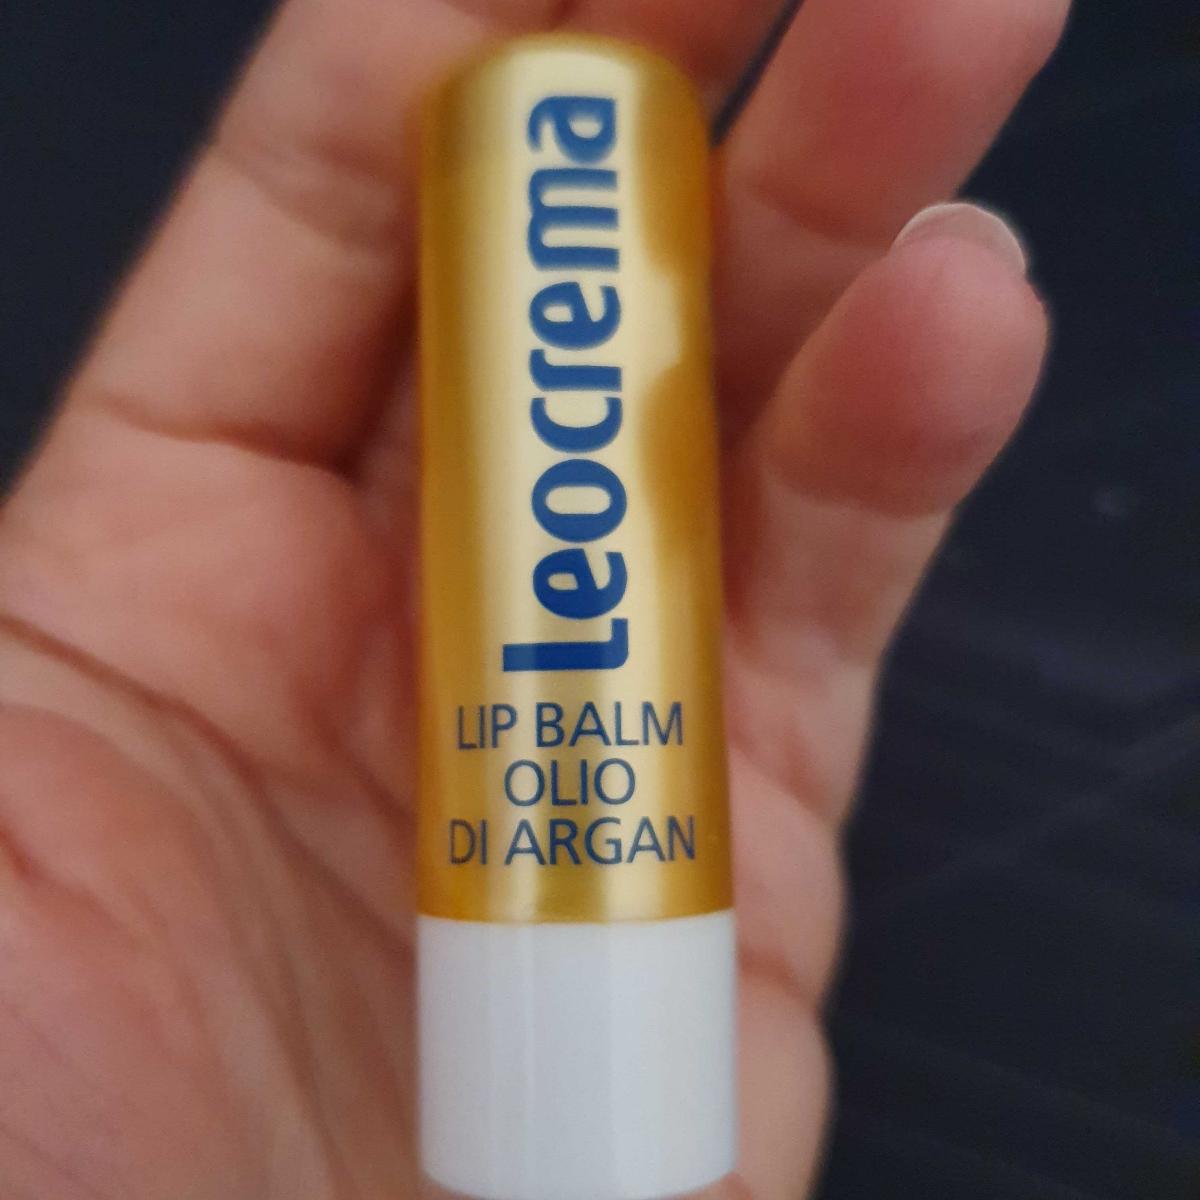 Leocrema
LIP BALM
OLIO
DI ARGAN